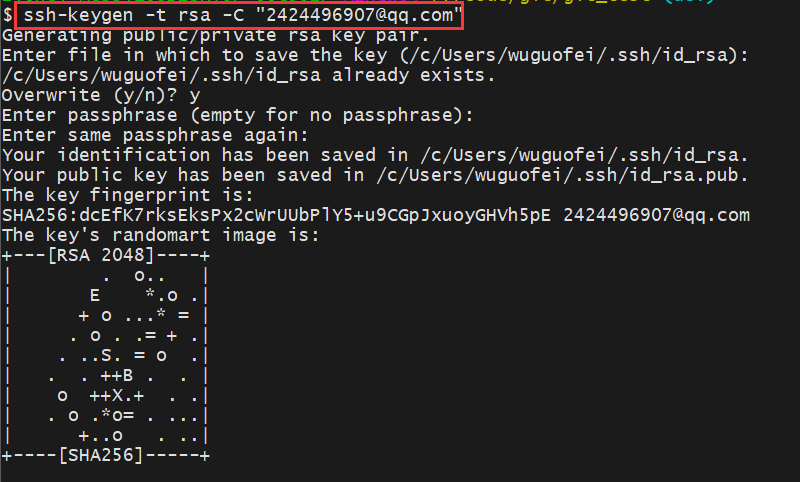 $ ssh-keygen -t rsa -C "2424496907@qq.com"
Generating public/private rsa key pair.
Enter file in which to save the key (/c/Users/wuguofei/.ssh/id_rsa):
/c/Users/wuguofei/.ssh/id_rsa already exists.
Overwrite (y/n)? y
Enter passphrase (empty for no passphrase):
Enter same passphrase again:
Your identification has been saved in /c/Users/wuguofei/.ssh/id_rsa.
Your public key has been saved in /c/Users/wuguofei/.ssh/id_rsa.pub.
The key fingerprint is:
SHA256:dcEfK7rksEksPx2cWrUUbPlY5+u9CGpJxuoyGHVh5pE 2424496907@qq.com
The key's randomart image is:
+---[RSA 2048]----+
|        .  o..   |
|       E    *.o .|
|      + o ...* = |
|     . o . .= + .|
|    . ..S. = o  .|
|   .  . ++B .  . |
|    o  ++X.+  . .|
|   . o .*o= . ...|
|      +..o   . ..|
+----[SHA256]-----+